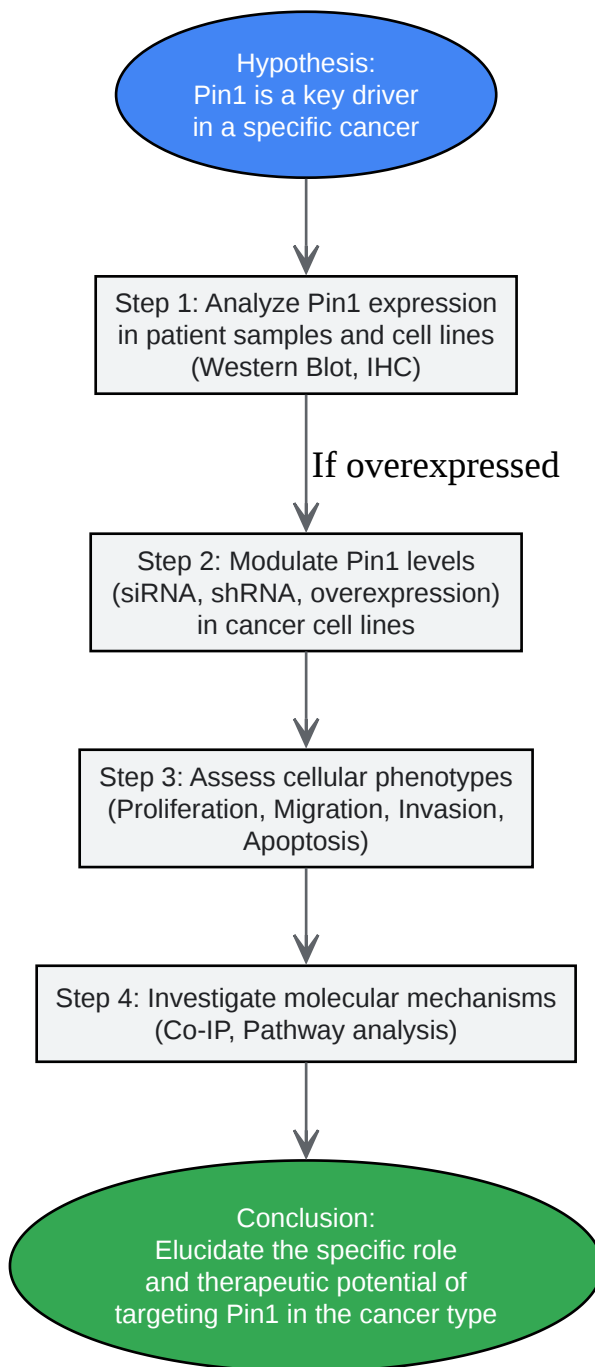 Hypothesis:
Pin1 is a key driver
in a specific cancer
Step 1: Analyze Pin1 expression
in patient samples and cell lines
(Western Blot, IHC)
If overexpressed
Step 2: Modulate Pin1 levels
(siRNA, shRNA, overexpression)
in cancer cell lines
Step 3: Assess cellular phenotypes
(Proliferation, Migration, Invasion,
Apoptosis)
Step 4: Investigate molecular mechanisms
(Co-IP, Pathway analysis)
Conclusion:
Elucidate the specific role
and therapeutic potential of
targeting Pin1 in the cancer type